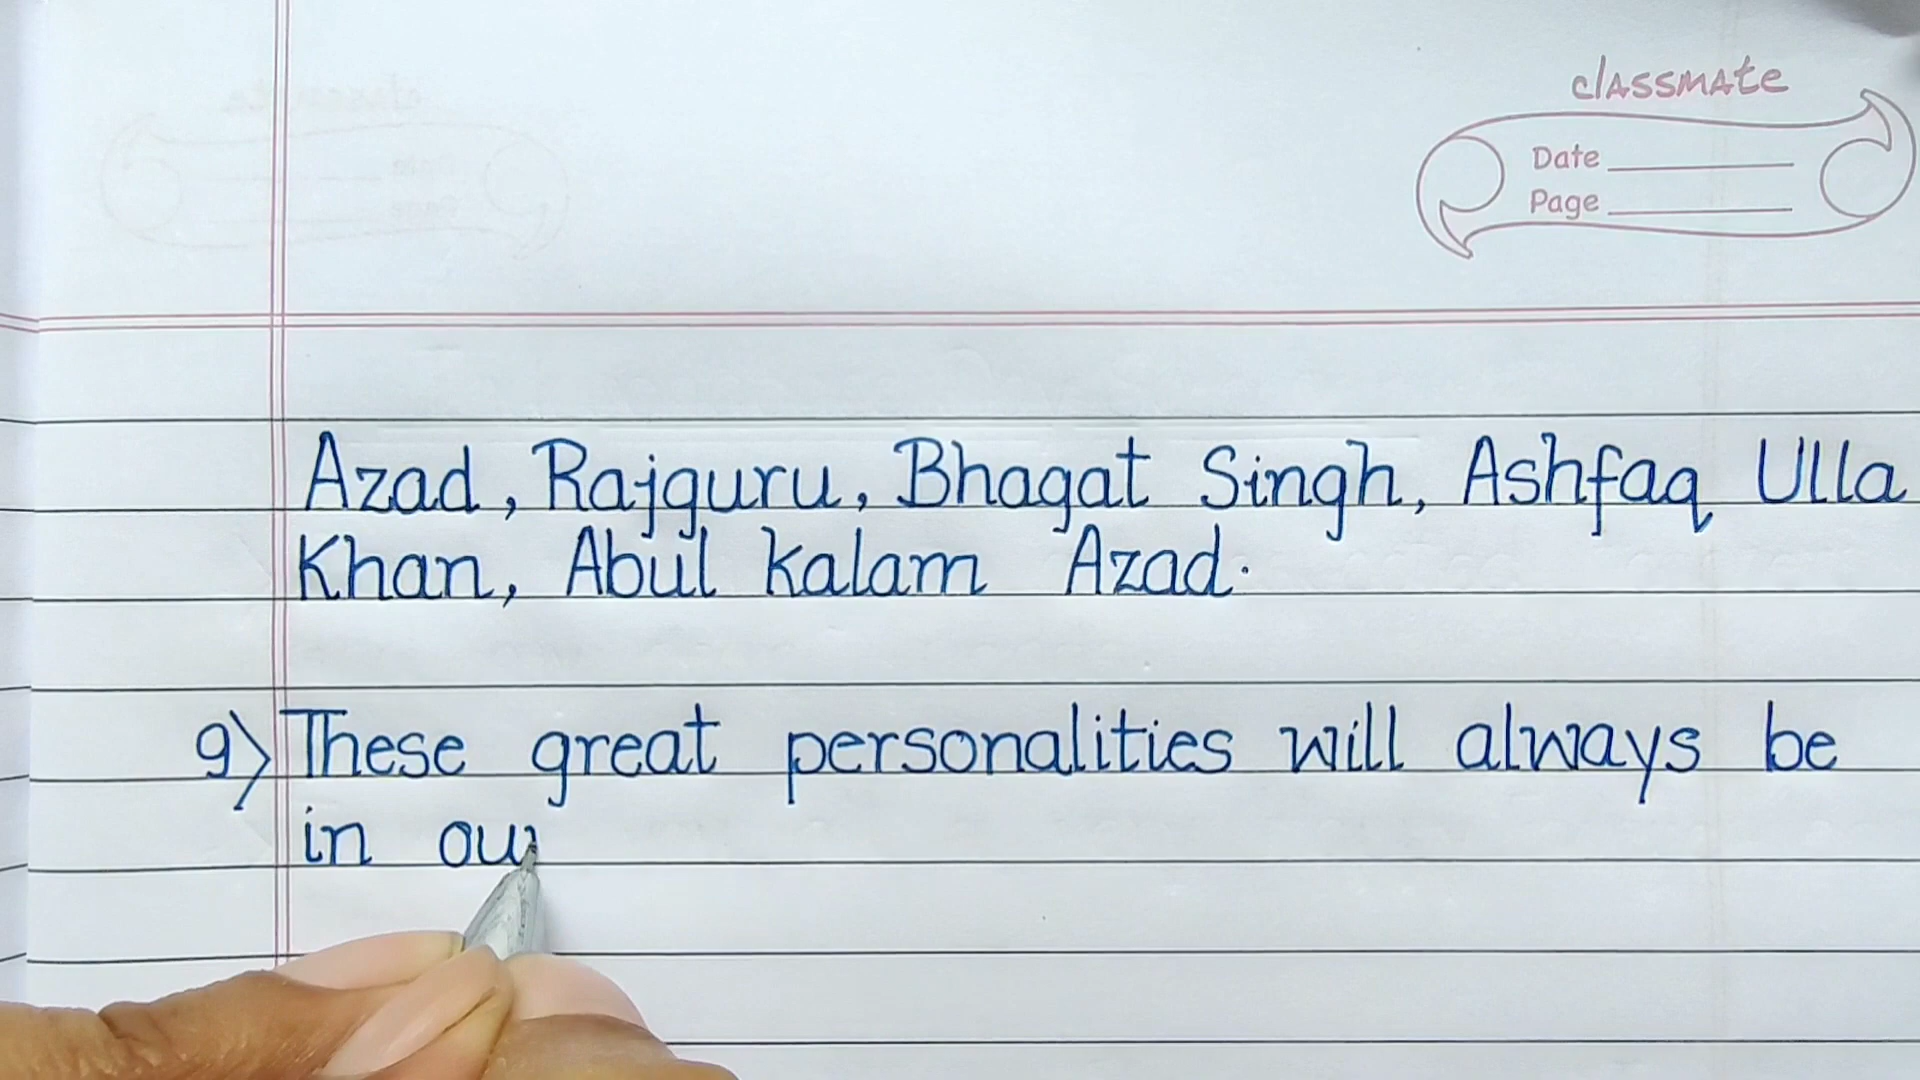 classmate
Date
Page
Azad, Rajguru, Bhagat Singh, Ashfaq Ulla
Khan, Abul Kalam Azad.
9) These great personalities will always be
in our